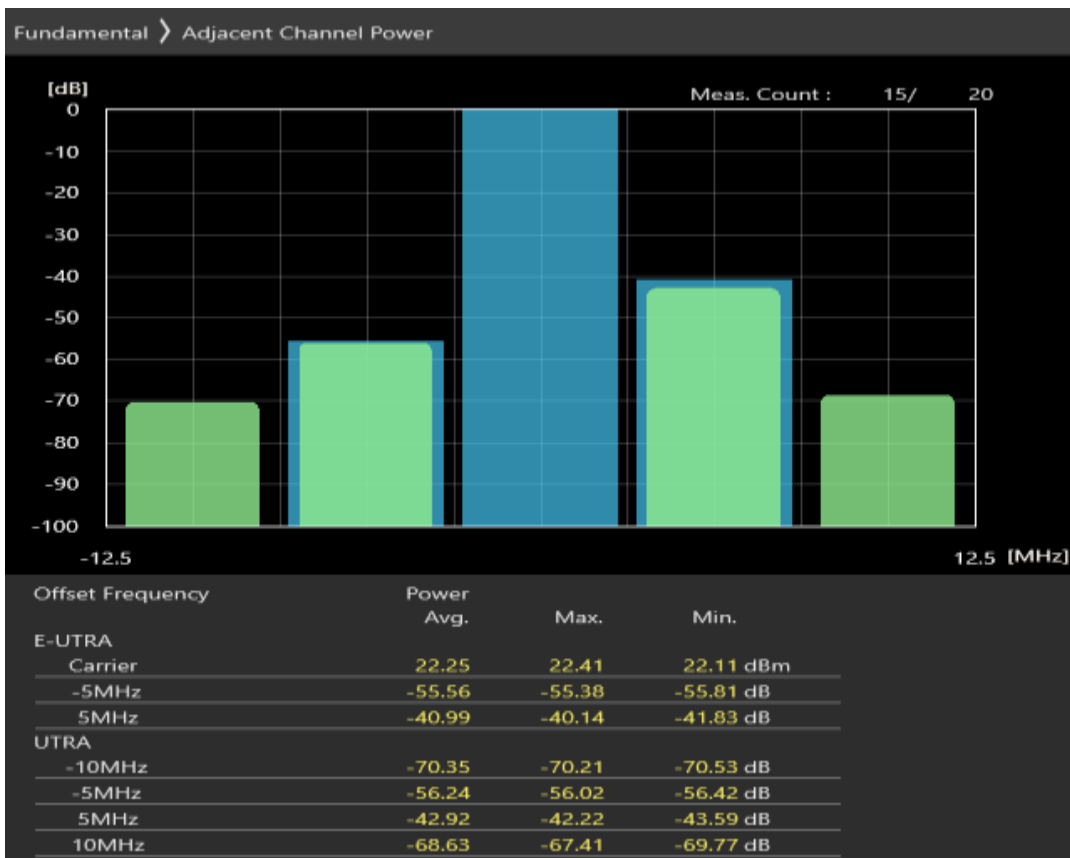 Fundamental ❯ Adjacent Channel Power
[dB]
Meas. Count : 15/ 20
0
-10
-20
-30
-40
-50
-60
-70
-80
-90
-100
-12.5 12.5 [MHz]
Offset Frequency Power
Avg. Max. Min.
E-UTRA
Carrier 22.25 22.41 22.11 dBm
-5MHz -55.56 -55.38 -55.81 dB
5MHz -40.99 -40.14 -41.83 dB
UTRA
-10MHz -70.35 -70.21 -70.53 dB
-5MHz -56.24 -56.02 -56.42 dB
5MHz -42.92 -42.22 -43.59 dB
10MHz -68.63 -67.41 -69.77 dB